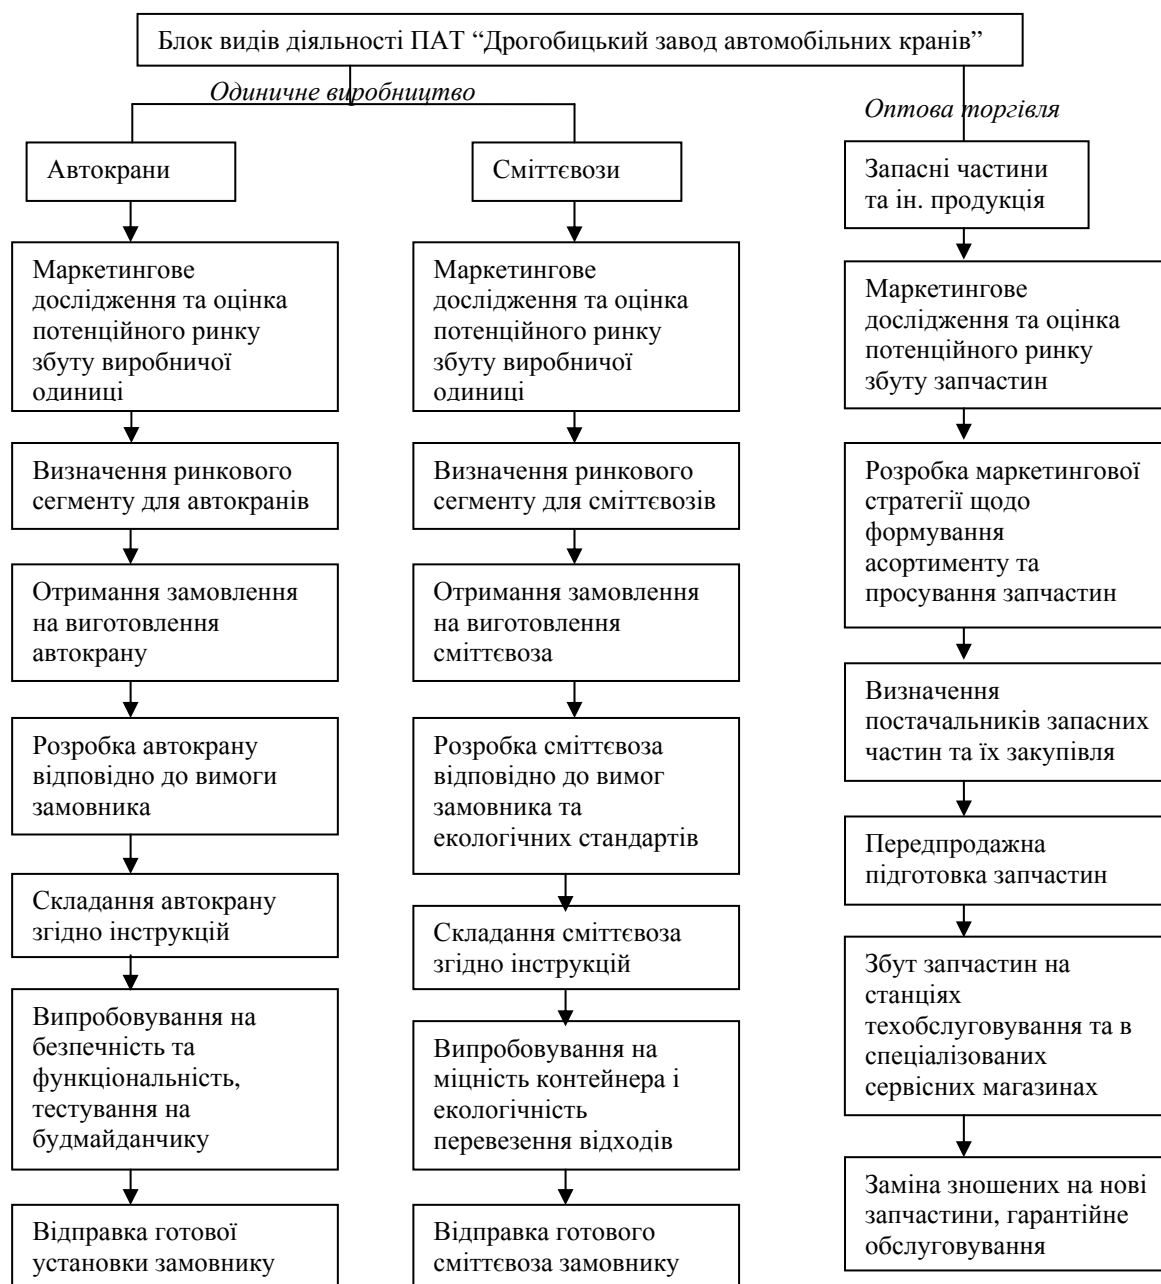 Блок видів діяльності ПАТ “Дрогобицький завод автомобільних кранів”
Одиничне виробництво
Оптова торгівля
Автокрани
Маркетингове
дослідження та оцінка
потенційного ринку
збуту виробничої
одиниці
Визначення ринкового
сегменту для автокранів
Отримання замовлення
на виготовлення
автокрану
Розробка автокрану
відповідно до вимоги
замовника
Складання автокрану
згідно інструкцій
Випробовування на
безпечність та
функціональність,
тестування на
будмайданчику
Відправка готової
установки замовнику
Сміттєвози
Маркетингове
дослідження та оцінка
потенційного ринку
збуту виробничої
одиниці
Визначення ринкового
сегменту для сміттєвозів
Отримання замовлення
на виготовлення
сміттєвоза
Розробка сміттєвоза
відповідно до вимог
замовника та
екологічних стандартів
Складання сміттєвоза
згідно інструкцій
Випробовування на
міцність контейнера і
екологічність
перевезення відходів
Відправка готового
сміттєвоза замовнику
Запасні частини
та ін. продукція
Маркетингове
дослідження та оцінка
потенційного ринку
збуту запчастин
Розробка маркетингової
стратегії щодо
формування
асортименту та
просування запчастин
Визначення
постачальників запасних
частин та їх закупівля
Передпродажна
підготовка запчастин
Збут запчастин на
станціях
техобслуговування та в
спеціалізованих
сервісних магазинах
Заміна зношених на нові
запчастини, гарантійне
обслуговування